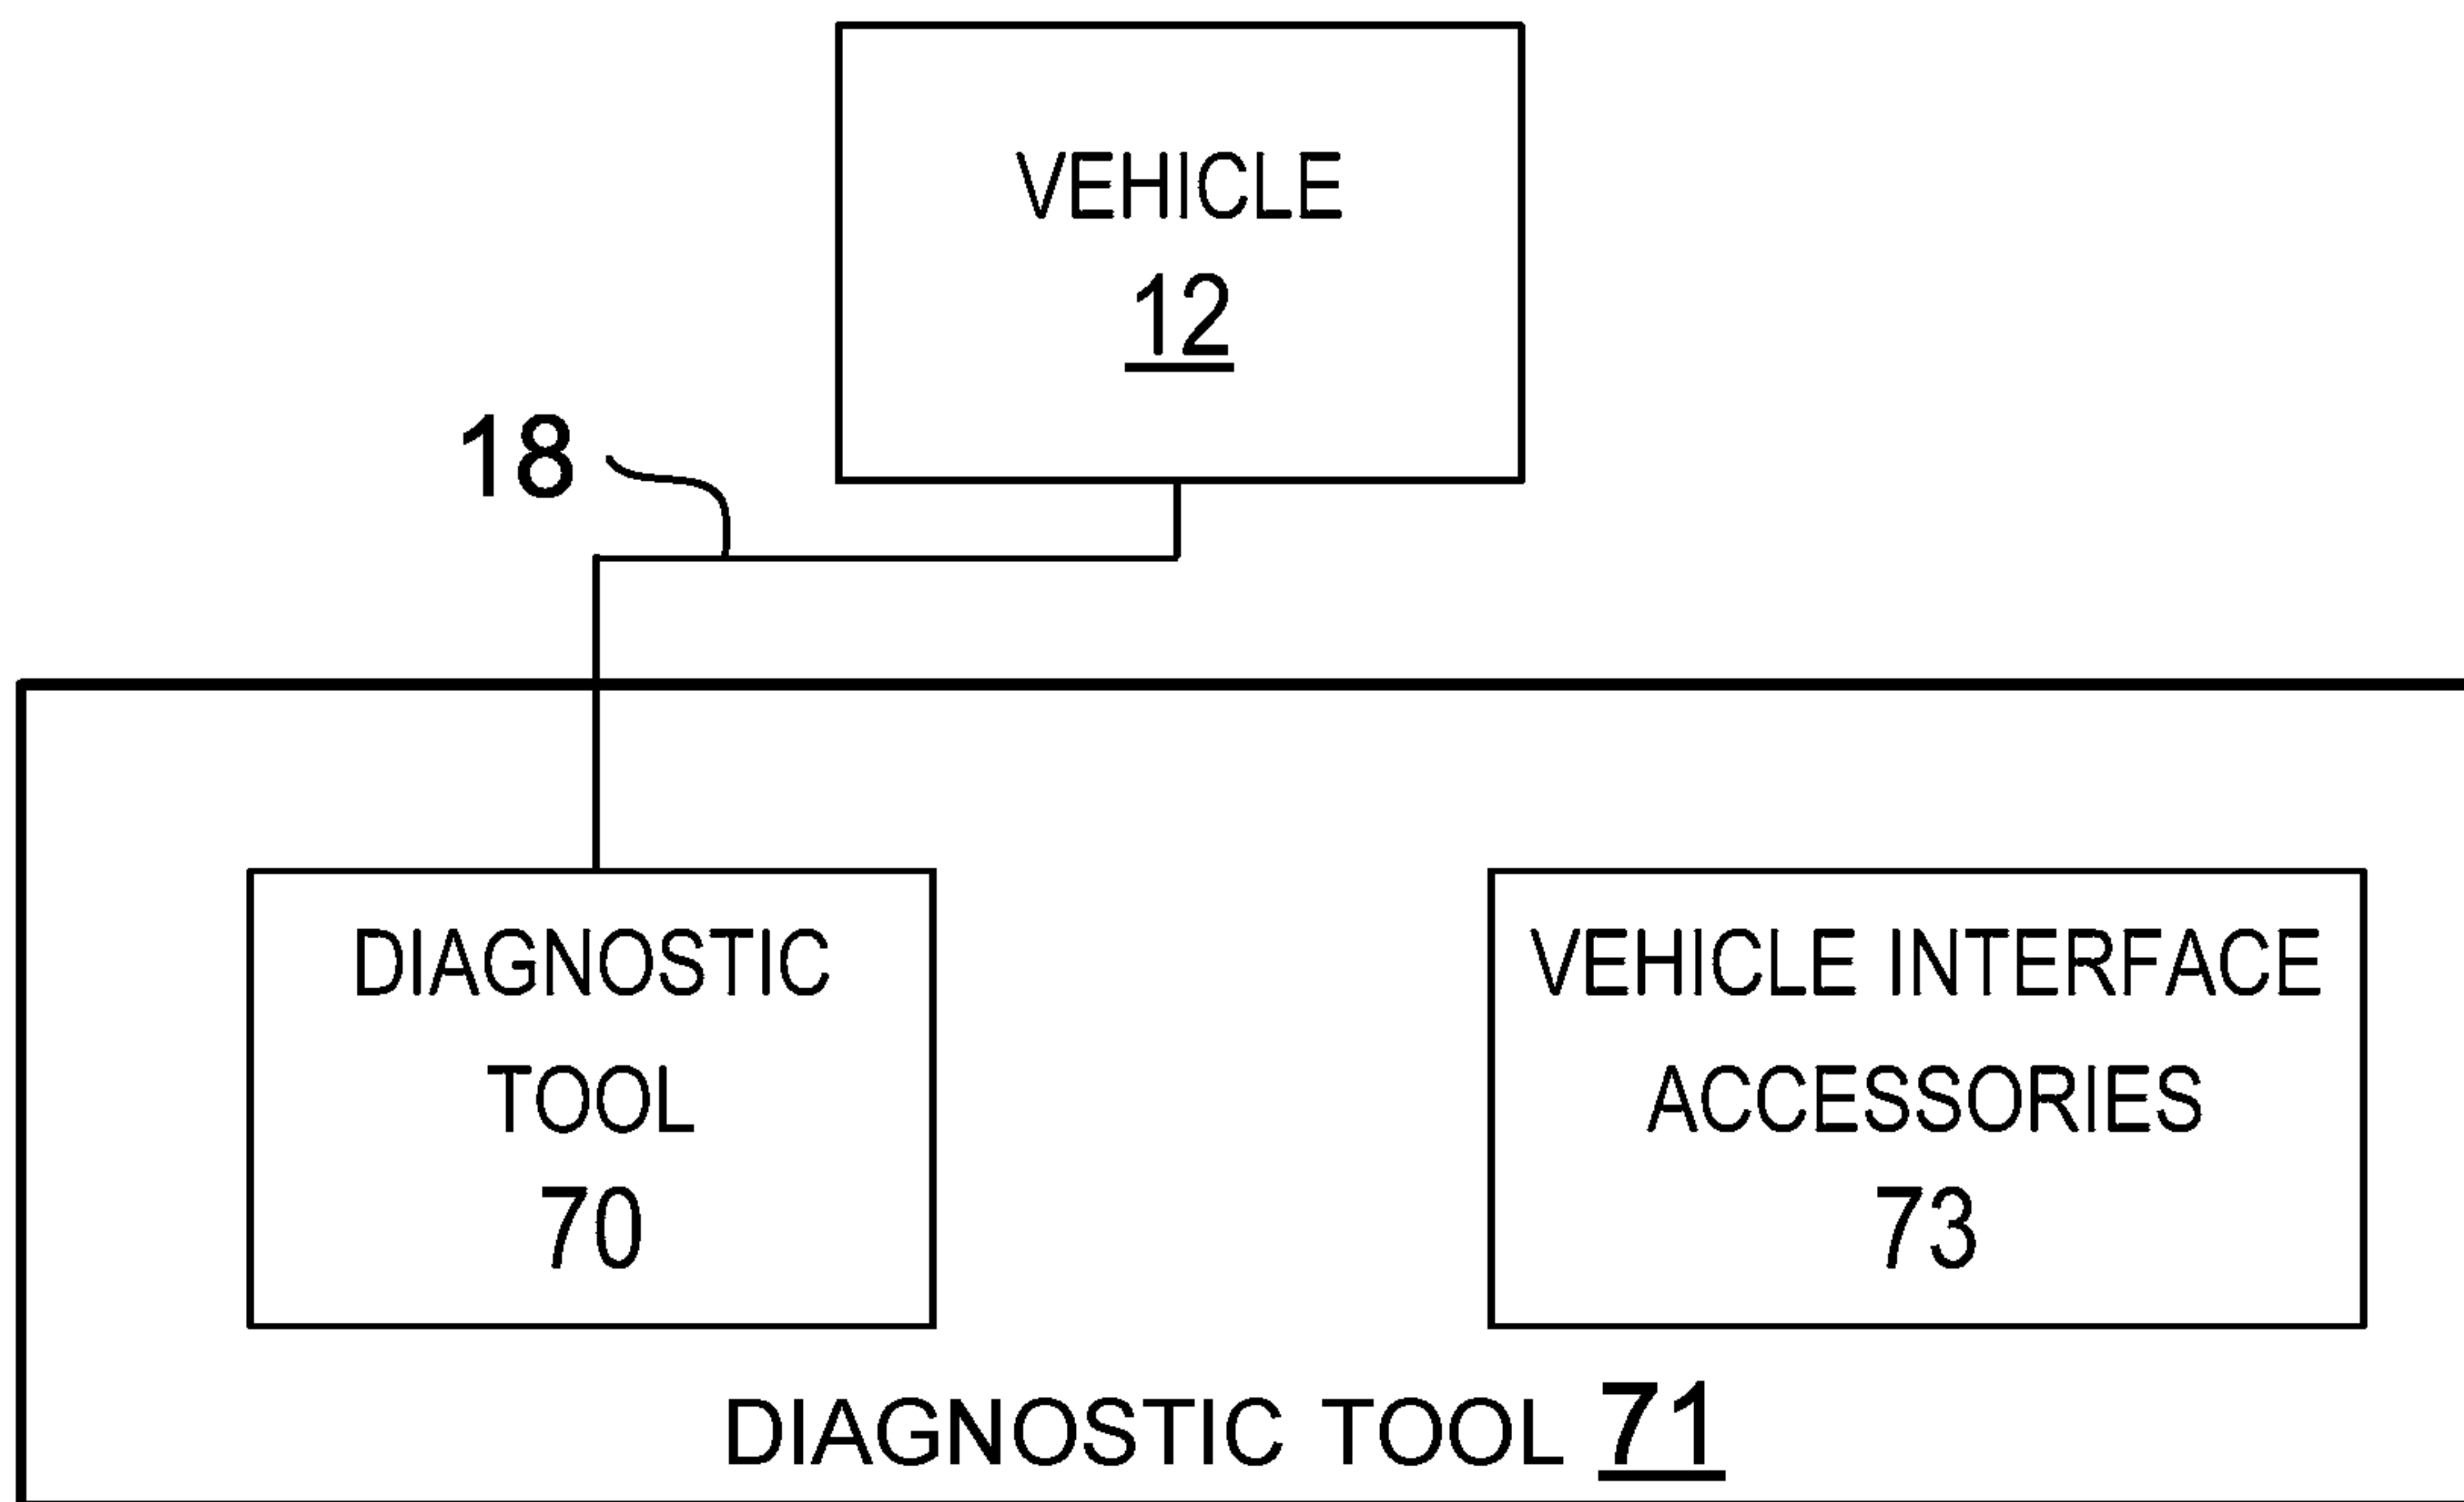 VEHICLE
12
18
DIAGNOSTIC
TOOL
70
VEHICLE INTERFACE
ACCESSORIES
73
DIAGNOSTIC TOOL 71